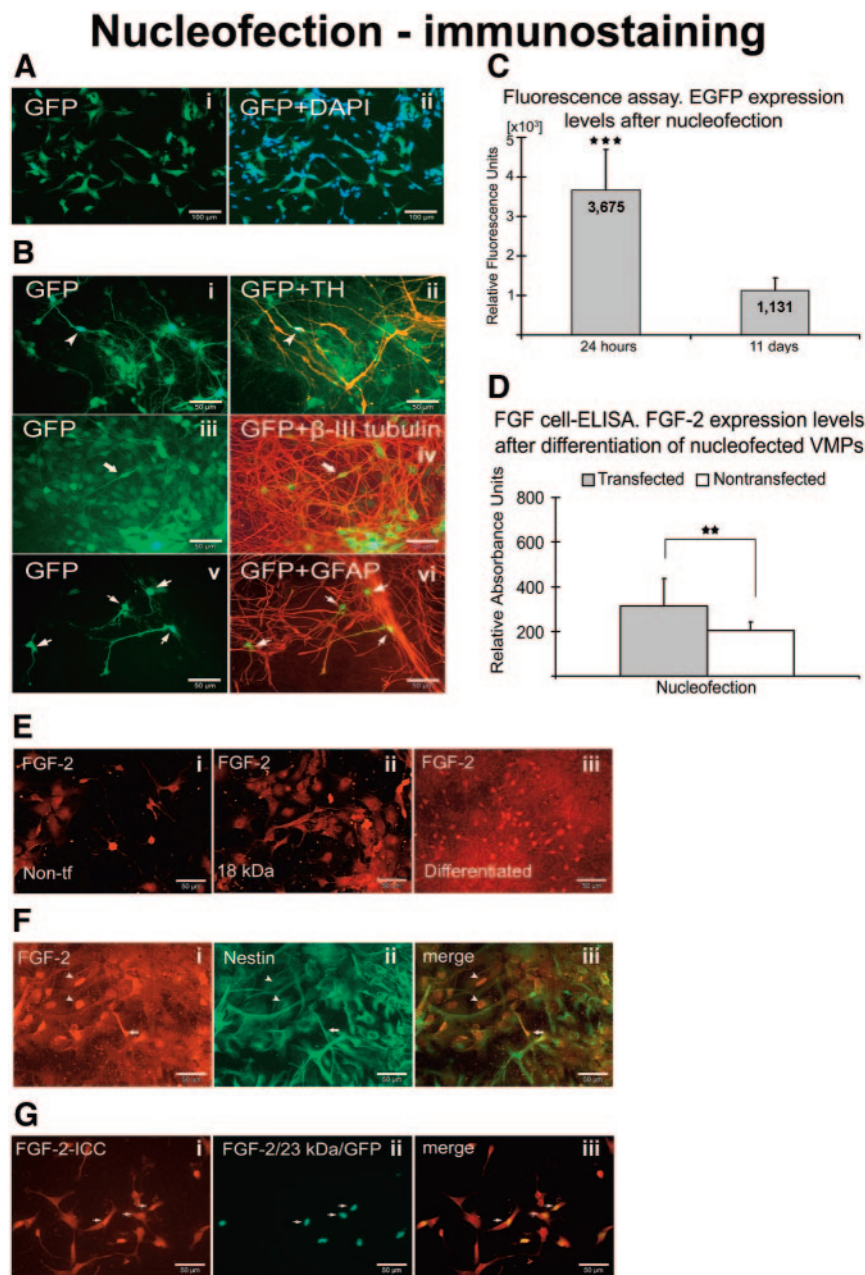 Nucleofection - immunostaining
A
GFP
i
100 µm
GFP+DAPI
ii
100 µm
B
GFP
i
50 µm
GFP+TH
ii
50 µm
GFP
iii
50 µm
GFP+β-III tubulin
iv
50 µm
GFP
v
50 µm
GFP+GFAP
vi
50 µm
C
Fluorescence assay. EGFP expression
levels after nucleofection
[x10³]
★★★
Relative Fluorescence Units
5
4
3
2
1
3,675
1,131
24 hours
11 days
D
FGF cell-ELISA. FGF-2 expression levels
after differentiation of nucleofected VMPs
Transfected
Nontransfected
★★
Relative Absorbance Units
800
600
400
200
Nucleofection
E
FGF-2
i
Non-tf
50 µm
FGF-2
ii
18 kDa
50 µm
FGF-2
iii
Differentiated
50 µm
F
FGF-2
i
50 µm
Nestin
ii
50 µm
merge
iii
50 µm
G
FGF-2-ICC
i
50 µm
FGF-2/23 kDa/GFP
ii
50 µm
merge
iii
50 µm